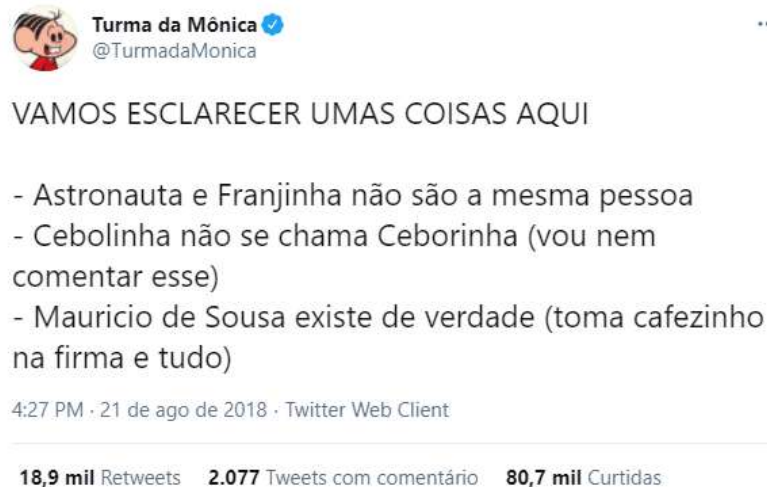 Turma da Mônica
@TurmadaMonica
VAMOS ESCLARECER UMAS COISAS AQUI
- Astronauta e Franjinha não são a mesma pessoa
- Cebolinha não se chama Ceborinha (vou nem
comentar esse)
- Mauricio de Sousa existe de verdade (toma cafezinho
na firma e tudo)
4:27 PM · 21 de ago de 2018 · Twitter Web Client
18,9 mil Retweets 2.077 Tweets com comentário 80,7 mil Curtidas